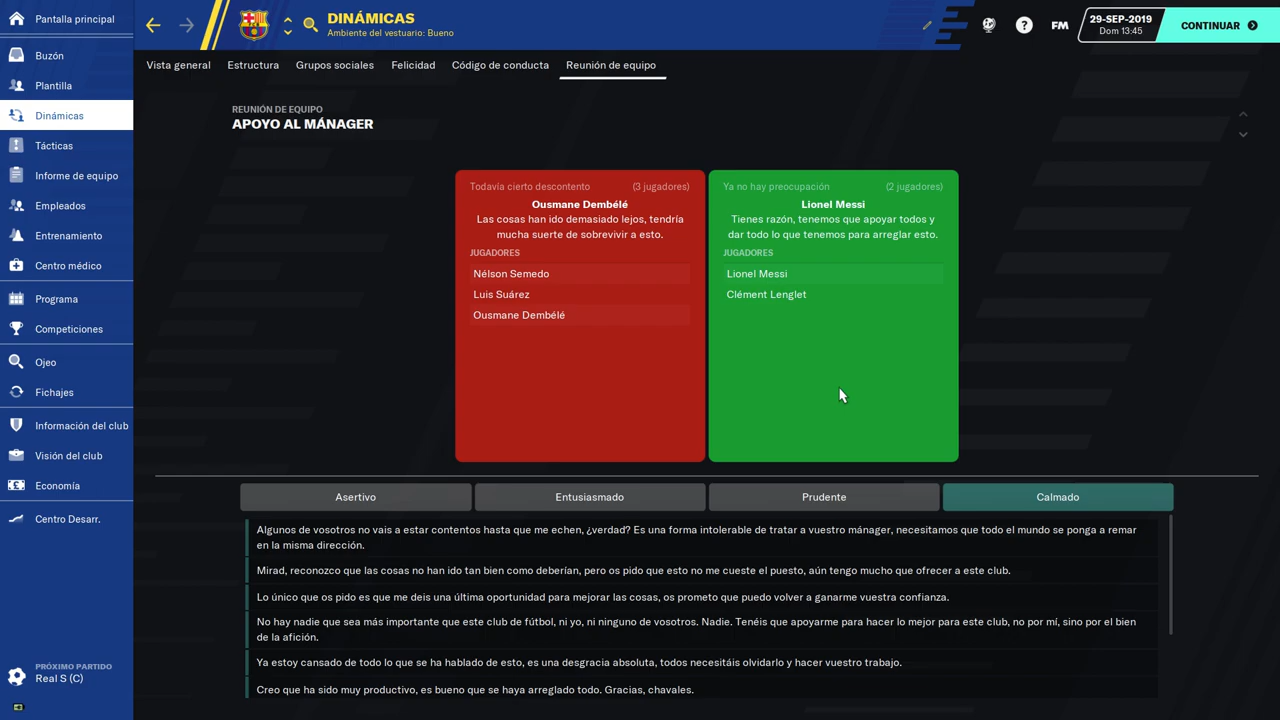 Pantalla principal
DINÁMICAS
Ambiente del vestuario: Bueno
FM
29-SEP-2019
Dom 13:45
CONTINUAR
Buzón
Plantilla
Dinámicas
Tácticas
Informe de equipo
Empleados
Entrenamiento
Centro médico
Programa
Competiciones
Ojeo
Fichajes
Información del club
Visión del club
Economía
Centro Desarr.
PRÓXIMO PARTIDO
Real S (C)
Vista general
Estructura
Grupos sociales
Felicidad
Código de conducta
Reunión de equipo
REUNIÓN DE EQUIPO
APOYO AL MÁNAGER
Todavía cierto descontento (3 jugadores)
Ousmane Dembélé
Las cosas han ido demasiado lejos, tendría
mucha suerte de sobrevivir a esto.
JUGADORES
Nélson Semedo
Luis Suárez
Ousmane Dembélé
Ya no hay preocupación (2 jugadores)
Lionel Messi
Tienes razón, tenemos que apoyar todos y
dar todo lo que tenemos para arreglar esto.
JUGADORES
Lionel Messi
Clément Lenglet
Asertivo
Entusiasmado
Prudente
Calmado
Algunos de vosotros no vais a estar contentos hasta que me echen, ¿verdad? Es una forma intolerable de tratar a vuestro mánager, necesitamos que todo el mundo se ponga a remar
en la misma dirección.
Mirad, reconozco que las cosas no han ido tan bien como deberían, pero os pido que esto no me cueste el puesto, aún tengo mucho que ofrecer a este club.
Lo único que os pido es que me deis una última oportunidad para mejorar las cosas, os prometo que puedo volver a ganarme vuestra confianza.
No hay nadie que sea más importante que este club de fútbol, ni yo, ni ninguno de vosotros. Nadie. Tenéis que apoyarme para hacer lo mejor para este club, no por mí, sino por el bien
de la afición.
Ya estoy cansado de todo lo que se ha hablado de esto, es una desgracia absoluta, todos necesitáis olvidarlo y hacer vuestro trabajo.
Creo que ha sido muy productivo, es bueno que se haya arreglado todo. Gracias, chavales.